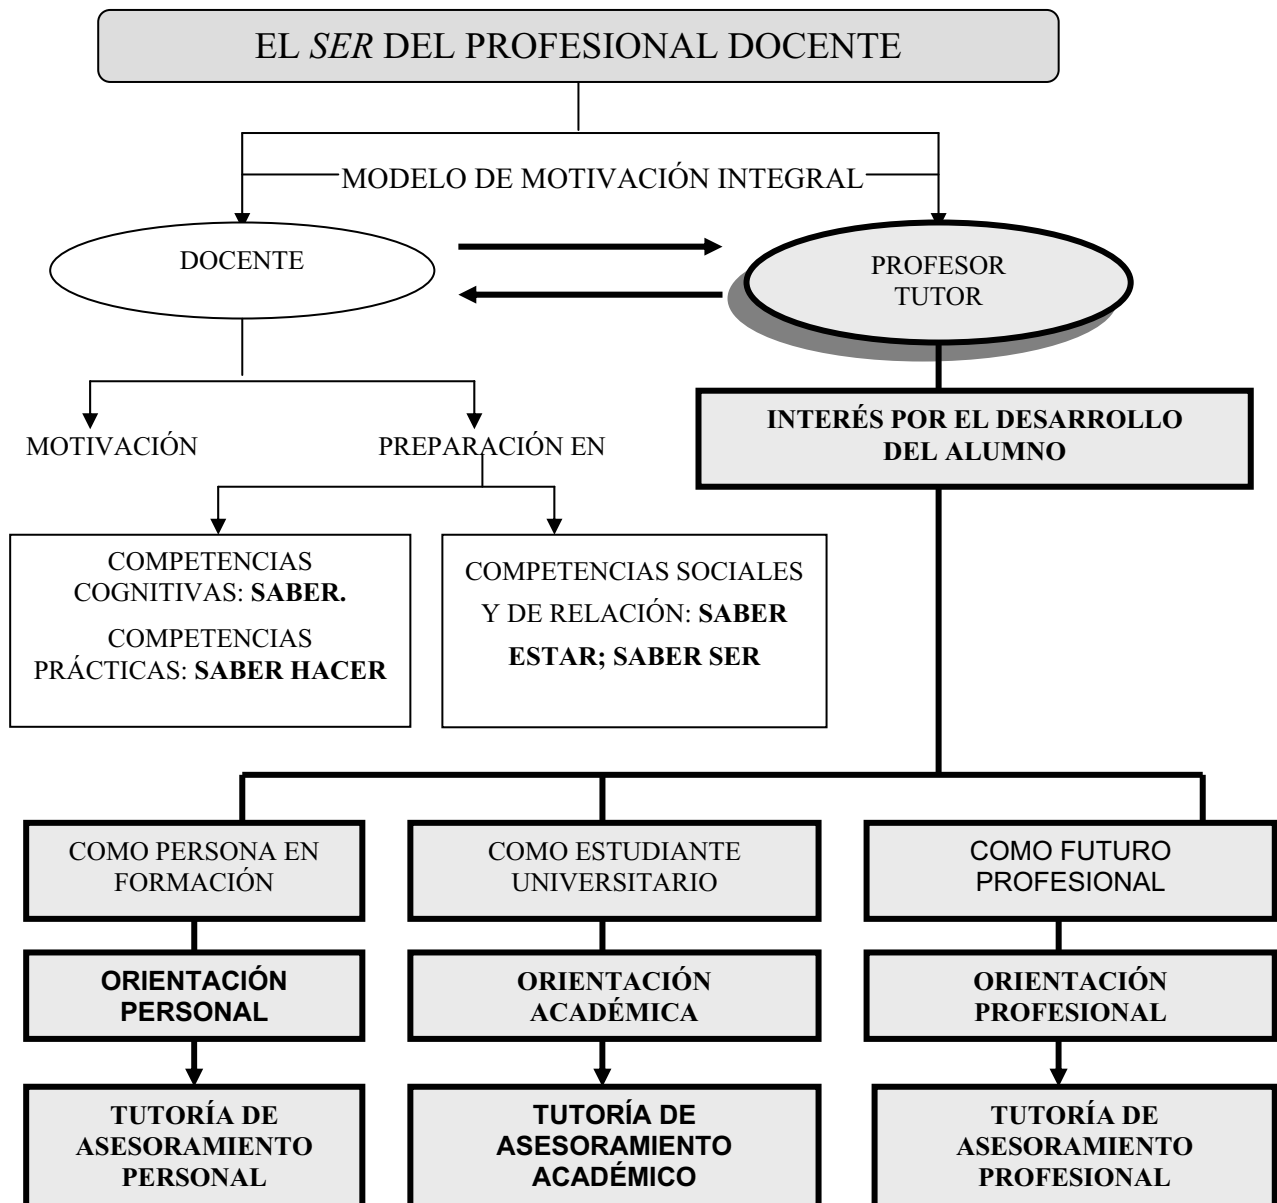 EL SER DEL PROFESIONAL DOCENTE
MODELO DE MOTIVACIÓN INTEGRAL
DOCENTE
PROFESOR
TUTOR
MOTIVACIÓN
PREPARACIÓN EN
INTERÉS POR EL DESARROLLO
DEL ALUMNO
COMPETENCIAS
COGNITIVAS: SABER.
COMPETENCIAS
PRÁCTICAS: SABER HACER
COMPETENCIAS SOCIALES
Y DE RELACIÓN: SABER
ESTAR; SABER SER
COMO PERSONA EN
FORMACIÓN
COMO ESTUDIANTE
UNIVERSITARIO
COMO FUTURO
PROFESIONAL
ORIENTACIÓN
PERSONAL
ORIENTACIÓN
ACADÉMICA
ORIENTACIÓN
PROFESIONAL
TUTORÍA DE
ASESORAMIENTO
PERSONAL
TUTORÍA DE
ASESORAMIENTO
ACADÉMICO
TUTORÍA DE
ASESORAMIENTO
PROFESIONAL